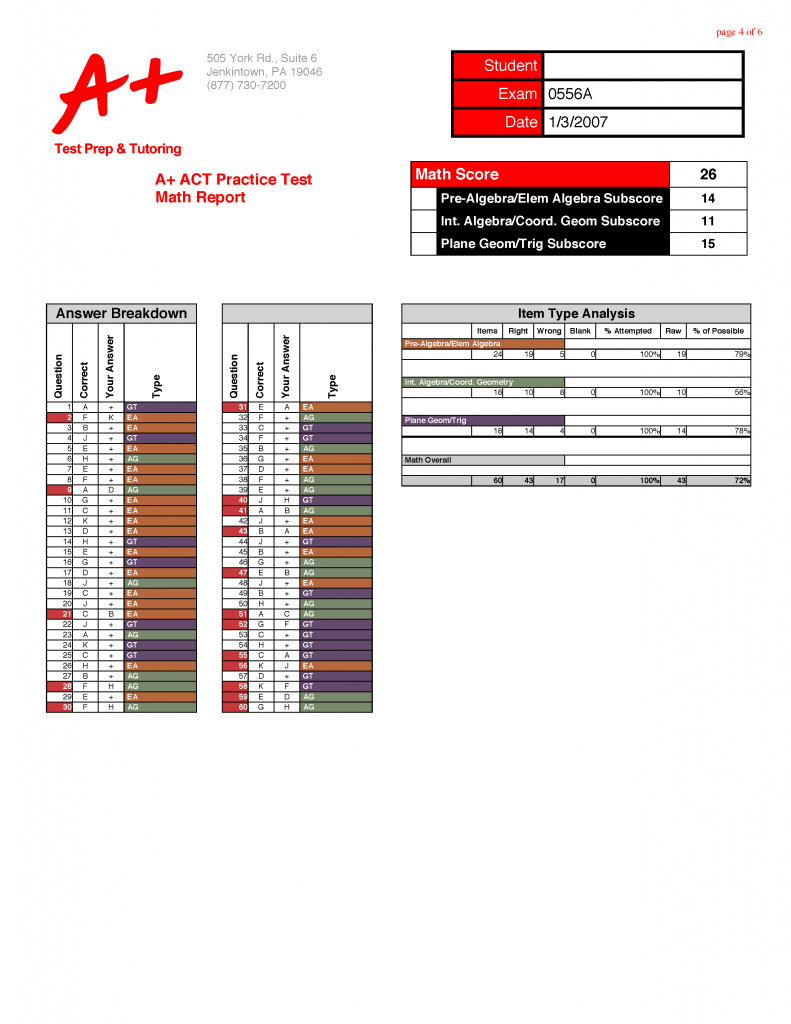 page 4 of 6
A+
505 York Rd., Suite 6
Jenkintown, PA 19046
(877) 730-7200
Test Prep & Tutoring
A+ ACT Practice Test
Math Report
Student
Exam 0556A
Date 1/3/2007
Math Score 26
Pre-Algebra/Elem Algebra Subscore 14
Int. Algebra/Coord. Geom Subscore 11
Plane Geom/Trig Subscore 15
Answer Breakdown
Question Correct Your Answer Type
1 A + GT
2 F K EA
3 B + EA
4 J + GT
5 E + EA
6 H + AG
7 E + EA
8 F + EA
9 A D AG
10 G + EA
11 C + EA
12 K + EA
13 D + EA
14 H + GT
15 E + EA
16 G + GT
17 D + EA
18 J + AG
19 C + EA
20 J + EA
21 C B EA
22 J + GT
23 A + AG
24 K + GT
25 C + GT
26 H + EA
27 B + AG
28 F H AG
29 E + EA
30 F H AG
Question Correct Your Answer Type
31 E A EA
32 F + AG
33 C + GT
34 F + GT
35 B + AG
36 G + EA
37 D + EA
38 F + AG
39 E + AG
40 J H GT
41 A B AG
42 J + EA
43 B A EA
44 J + GT
45 B + EA
46 G + AG
47 E B AG
48 J + EA
49 B + GT
50 H + AG
51 A C AG
52 G F GT
53 C + GT
54 H + GT
55 C A GT
56 K J EA
57 D + GT
58 K F GT
59 E D AG
60 G H AG
Item Type Analysis
Items Right Wrong Blank % Attempted Raw % of Possible
Pre-Algebra/Elem Algebra
24 19 5 0 100% 19 79%
Int. Algebra/Coord. Geometry
18 10 8 0 100% 10 56%
Plane Geom/Trig
18 14 4 0 100% 14 78%
Math Overall
60 43 17 0 100% 43 72%